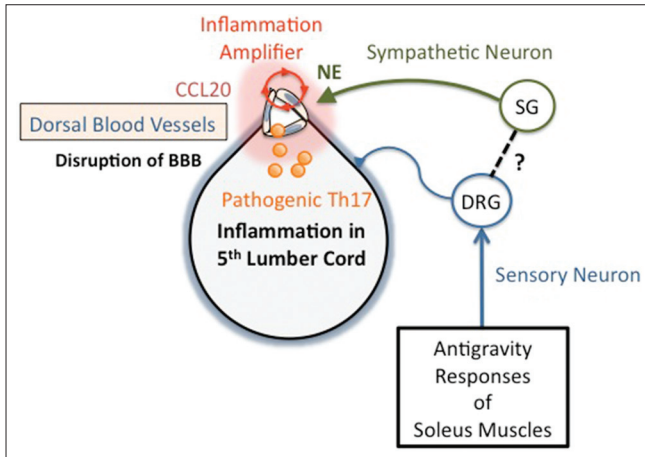 Inflammation
Amplifier
NE
Sympathetic Neuron
CCL20
SG
Dorsal Blood Vessels
Disruption of BBB
?
Pathogenic Th17
DRG
Inflammation in
5th Lumber Cord
Sensory Neuron
Antigravity
Responses
of
Soleus Muscles